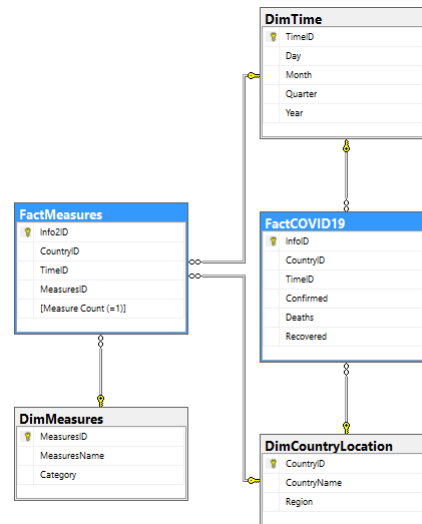 DimTime
TimeID
Day
Month
Quarter
Year
FactMeasures
Info2ID
CountryID
TimeID
MeasuresID
[Measure Count (=1)]
FactCOVID19
InfoID
CountryID
TimeID
Confirmed
Deaths
Recovered
DimMeasures
MeasuresID
MeasuresName
Category
DimCountryLocation
CountryID
CountryName
Region